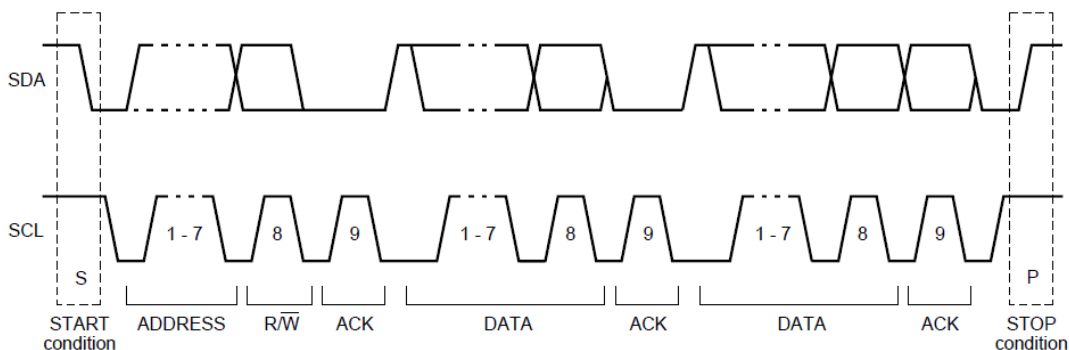 SDA
SCL
1 - 7
8
9
1 - 7
8
9
1 - 7
8
9
S
P
START
condition
ADDRESS
R/W̅
ACK
DATA
ACK
DATA
ACK
STOP
condition